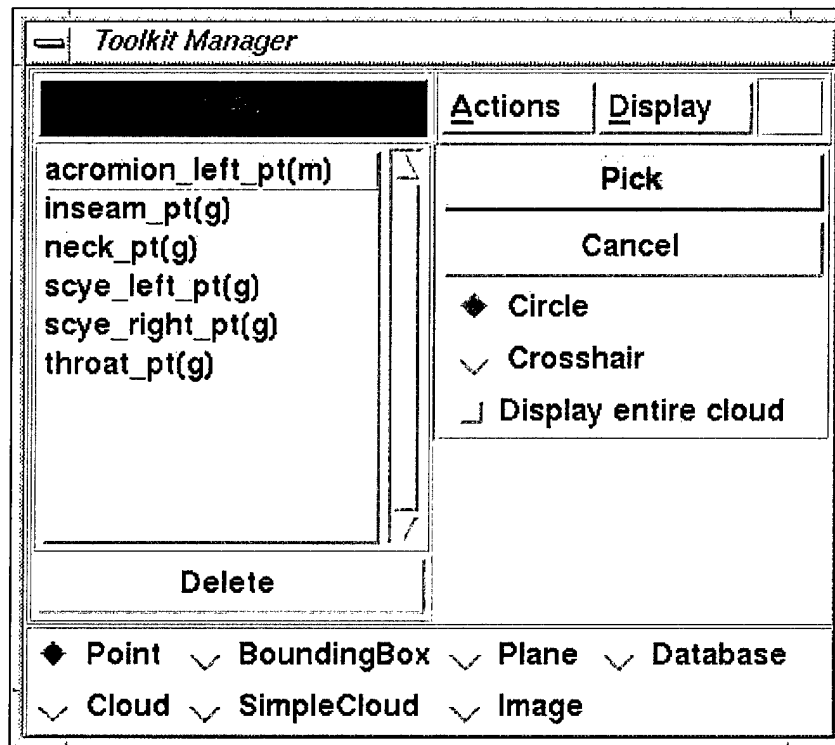 Toolkit Manager
Actions Display
acromion_left_pt(m)
inseam_pt(g)
neck_pt(g)
scye_left_pt(g)
scye_right_pt(g)
throat_pt(g)
Delete
Pick
Cancel
Circle
Crosshair
Display entire cloud
Point BoundingBox Plane Database
Cloud SimpleCloud Image